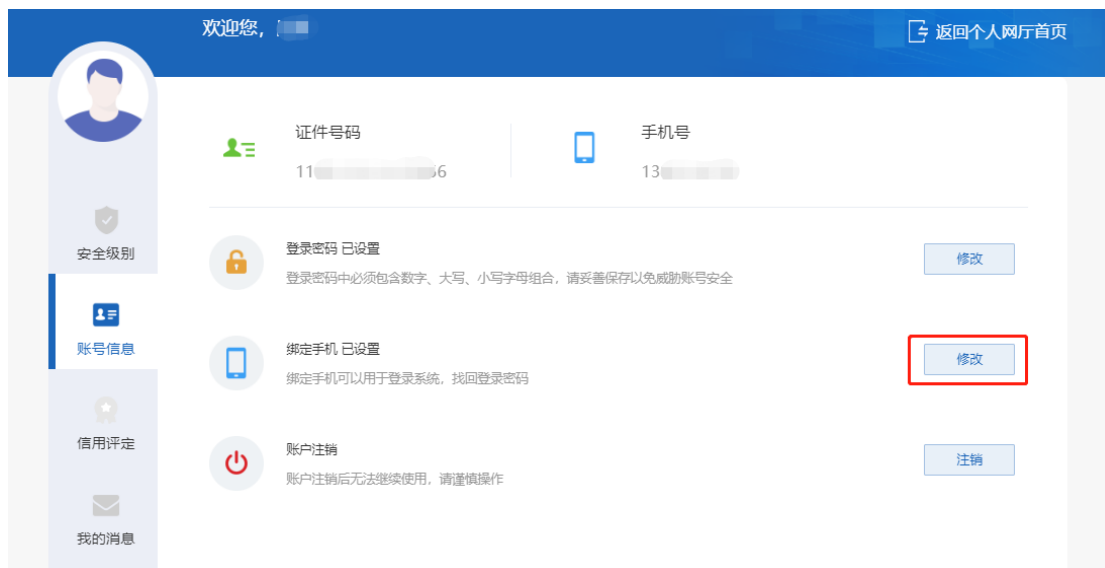 欢迎您，
返回个人网厅首页
证件号码
11 6
手机号
13
安全级别
账号信息
信用评定
我的消息
登录密码 已设置
登录密码中必须包含数字、大写、小写字母组合，请妥善保存以免威胁账号安全
修改
绑定手机 已设置
绑定手机可以用于登录系统，找回登录密码
修改
账户注销
账户注销后无法继续使用，请谨慎操作
注销